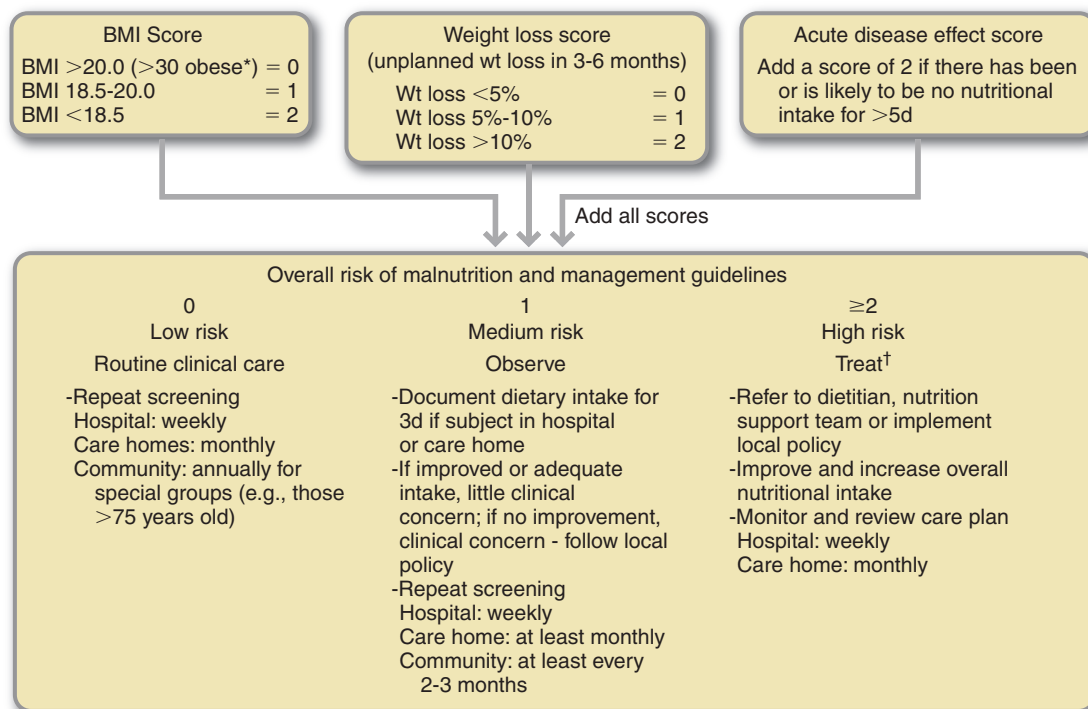 BMI Score
BMI >20.0 (>30 obese*) = 0
BMI 18.5-20.0 = 1
BMI <18.5 = 2
Weight loss score
(unplanned wt loss in 3-6 months)
Wt loss <5% = 0
Wt loss 5%-10% = 1
Wt loss >10% = 2
Acute disease effect score
Add a score of 2 if there has been
or is likely to be no nutritional
intake for >5d
Add all scores
Overall risk of malnutrition and management guidelines
0
Low risk
Routine clinical care
-Repeat screening
Hospital: weekly
Care homes: monthly
Community: annually for
special groups (e.g., those
>75 years old)
1
Medium risk
Observe
-Document dietary intake for
3d if subject in hospital
or care home
-If improved or adequate
intake, little clinical
concern; if no improvement,
clinical concern - follow local
policy
-Repeat screening
Hospital: weekly
Care home: at least monthly
Community: at least every
2-3 months
≥2
High risk
Treat†
-Refer to dietitian, nutrition
support team or implement
local policy
-Improve and increase overall
nutritional intake
-Monitor and review care plan
Hospital: weekly
Care home: monthly